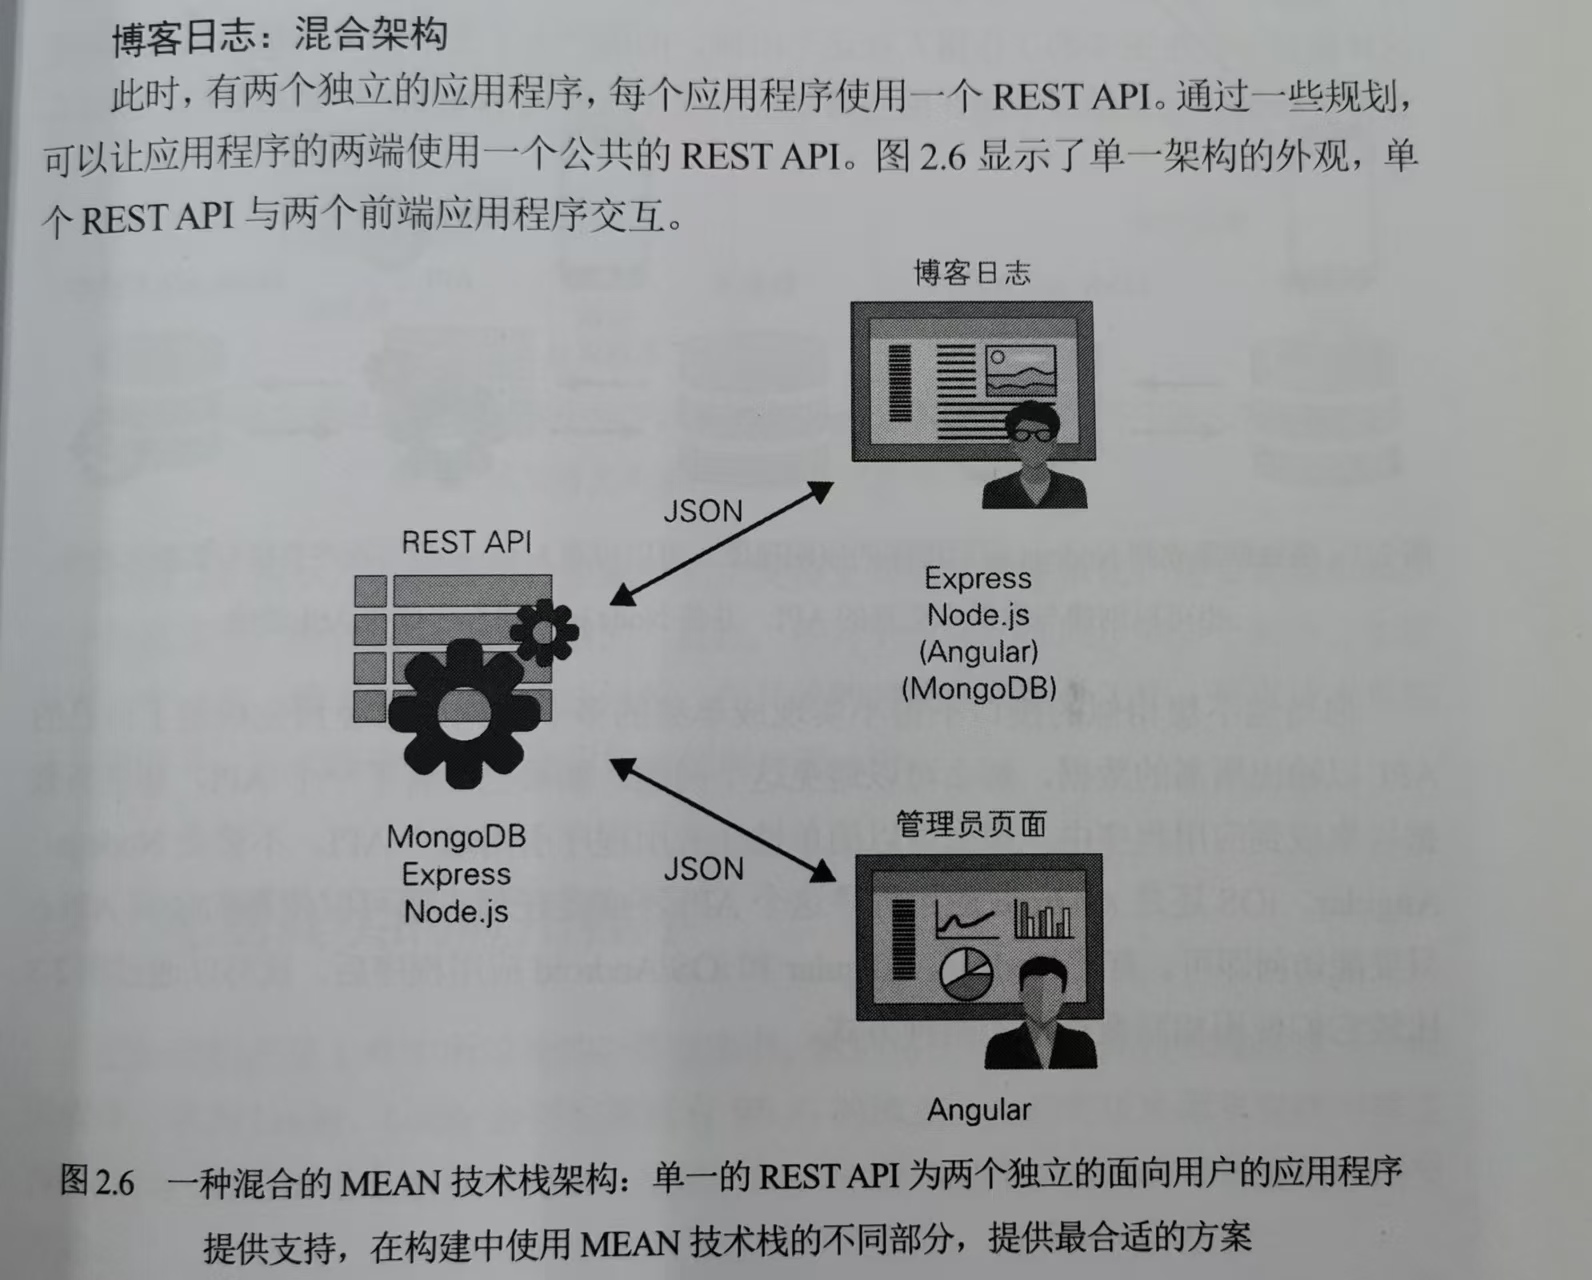 博客日志：混合架构
此时，有两个独立的应用程序，每个应用程序使用一个 REST API。通过一些规划，
可以让应用程序的两端使用一个公共的 REST API。图 2.6 显示了单一架构的外观，单
个 REST API 与两个前端应用程序交互。
博客日志
JSON
REST API
Express
Node.js
(Angular)
(MongoDB)
管理员页面
MongoDB
Express
Node.js
JSON
Angular
图 2.6 一种混合的 MEAN 技术栈架构：单一的 REST API 为两个独立的面向用户的应用程序
提供支持，在构建中使用 MEAN 技术栈的不同部分，提供最合适的方案